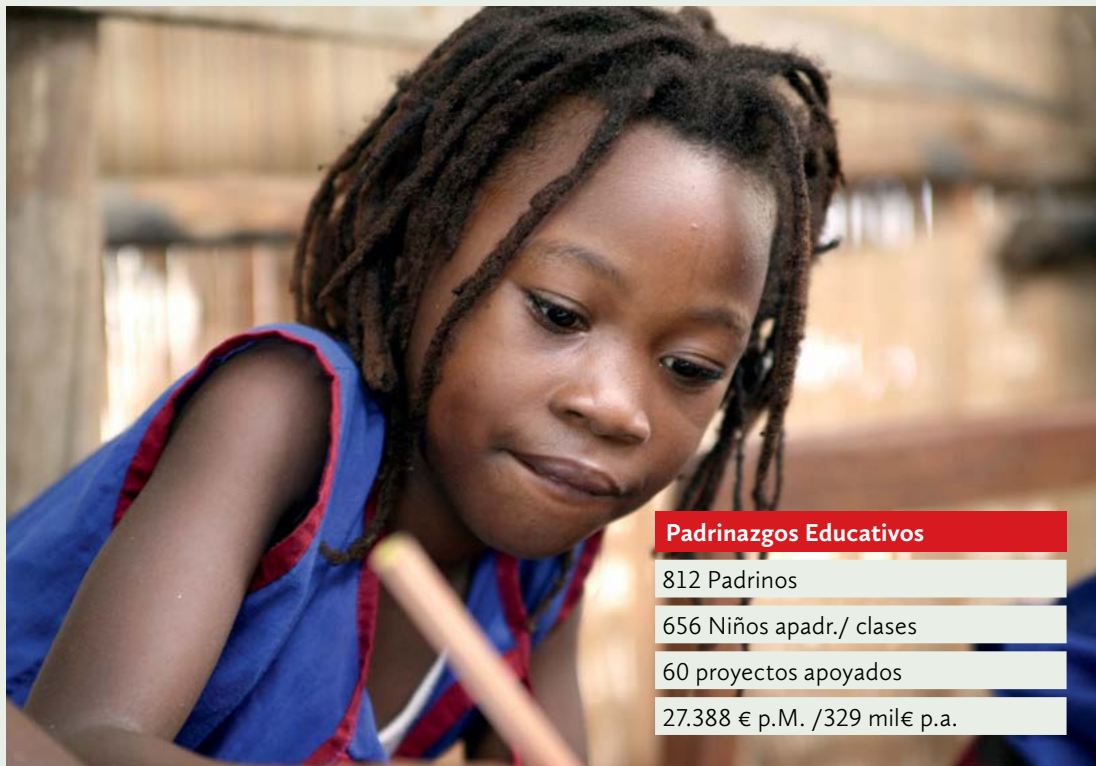 Padrinazgos Educativos
812 Padrinos
656 Niños apadr./ clases
60 proyectos apoyados
27.388 € p.M. /329 mil€ p.a.